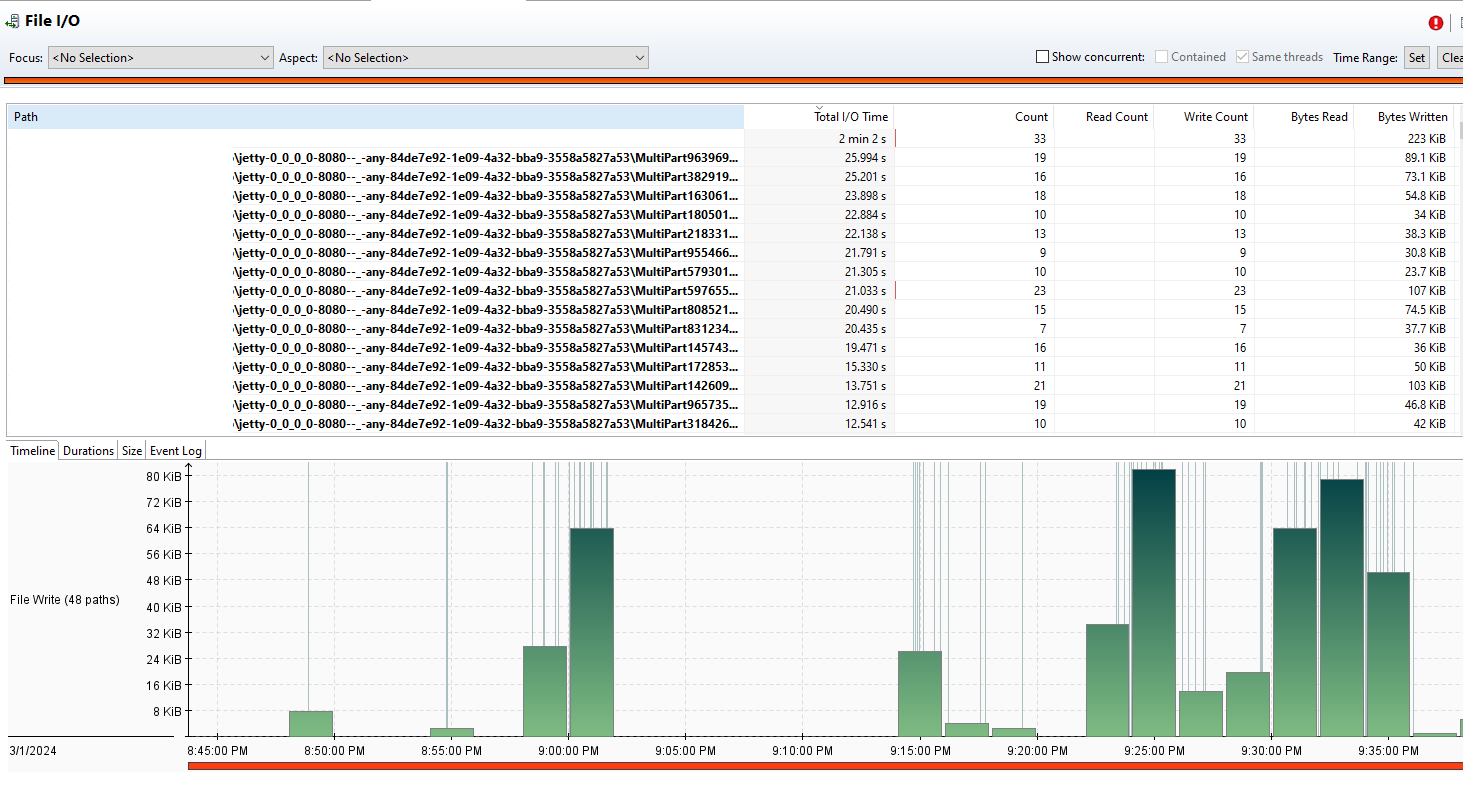 File I/O
Focus: <No Selection> Aspect: <No Selection> Show concurrent: Contained Same threads Time Range: Set Clea
Path Total I/O Time Count Read Count Write Count Bytes Read Bytes Written
2 min 2 s 33 33 223 KiB
\jetty-0_0_0_0-8080--_-any-84de7e92-1e09-4a32-bba9-3558a5827a53\MultiPart963969... 25.994 s 19 19 89.1 KiB
\jetty-0_0_0_0-8080--_-any-84de7e92-1e09-4a32-bba9-3558a5827a53\MultiPart382919... 25.201 s 16 16 73.1 KiB
\jetty-0_0_0_0-8080--_-any-84de7e92-1e09-4a32-bba9-3558a5827a53\MultiPart163061... 23.898 s 18 18 54.8 KiB
\jetty-0_0_0_0-8080--_-any-84de7e92-1e09-4a32-bba9-3558a5827a53\MultiPart180501... 22.884 s 10 10 34 KiB
\jetty-0_0_0_0-8080--_-any-84de7e92-1e09-4a32-bba9-3558a5827a53\MultiPart218331... 22.138 s 13 13 38.3 KiB
\jetty-0_0_0_0-8080--_-any-84de7e92-1e09-4a32-bba9-3558a5827a53\MultiPart955466... 21.791 s 9 9 30.8 KiB
\jetty-0_0_0_0-8080--_-any-84de7e92-1e09-4a32-bba9-3558a5827a53\MultiPart579301... 21.305 s 10 10 23.7 KiB
\jetty-0_0_0_0-8080--_-any-84de7e92-1e09-4a32-bba9-3558a5827a53\MultiPart597655... 21.033 s 23 23 107 KiB
\jetty-0_0_0_0-8080--_-any-84de7e92-1e09-4a32-bba9-3558a5827a53\MultiPart808521... 20.490 s 15 15 74.5 KiB
\jetty-0_0_0_0-8080--_-any-84de7e92-1e09-4a32-bba9-3558a5827a53\MultiPart831234... 20.435 s 7 7 37.7 KiB
\jetty-0_0_0_0-8080--_-any-84de7e92-1e09-4a32-bba9-3558a5827a53\MultiPart145743... 19.471 s 16 16 36 KiB
\jetty-0_0_0_0-8080--_-any-84de7e92-1e09-4a32-bba9-3558a5827a53\MultiPart172853... 15.330 s 11 11 50 KiB
\jetty-0_0_0_0-8080--_-any-84de7e92-1e09-4a32-bba9-3558a5827a53\MultiPart142609... 13.751 s 21 21 103 KiB
\jetty-0_0_0_0-8080--_-any-84de7e92-1e09-4a32-bba9-3558a5827a53\MultiPart965735... 12.916 s 19 19 46.8 KiB
\jetty-0_0_0_0-8080--_-any-84de7e92-1e09-4a32-bba9-3558a5827a53\MultiPart318426... 12.541 s 10 10 42 KiB
Timeline Durations Size Event Log
80 KiB
72 KiB
64 KiB
56 KiB
48 KiB
File Write (48 paths)
40 KiB
32 KiB
24 KiB
16 KiB
8 KiB
3/1/2024 8:45:00 PM 8:50:00 PM 8:55:00 PM 9:00:00 PM 9:05:00 PM 9:10:00 PM 9:15:00 PM 9:20:00 PM 9:25:00 PM 9:30:00 PM 9:35:00 PM